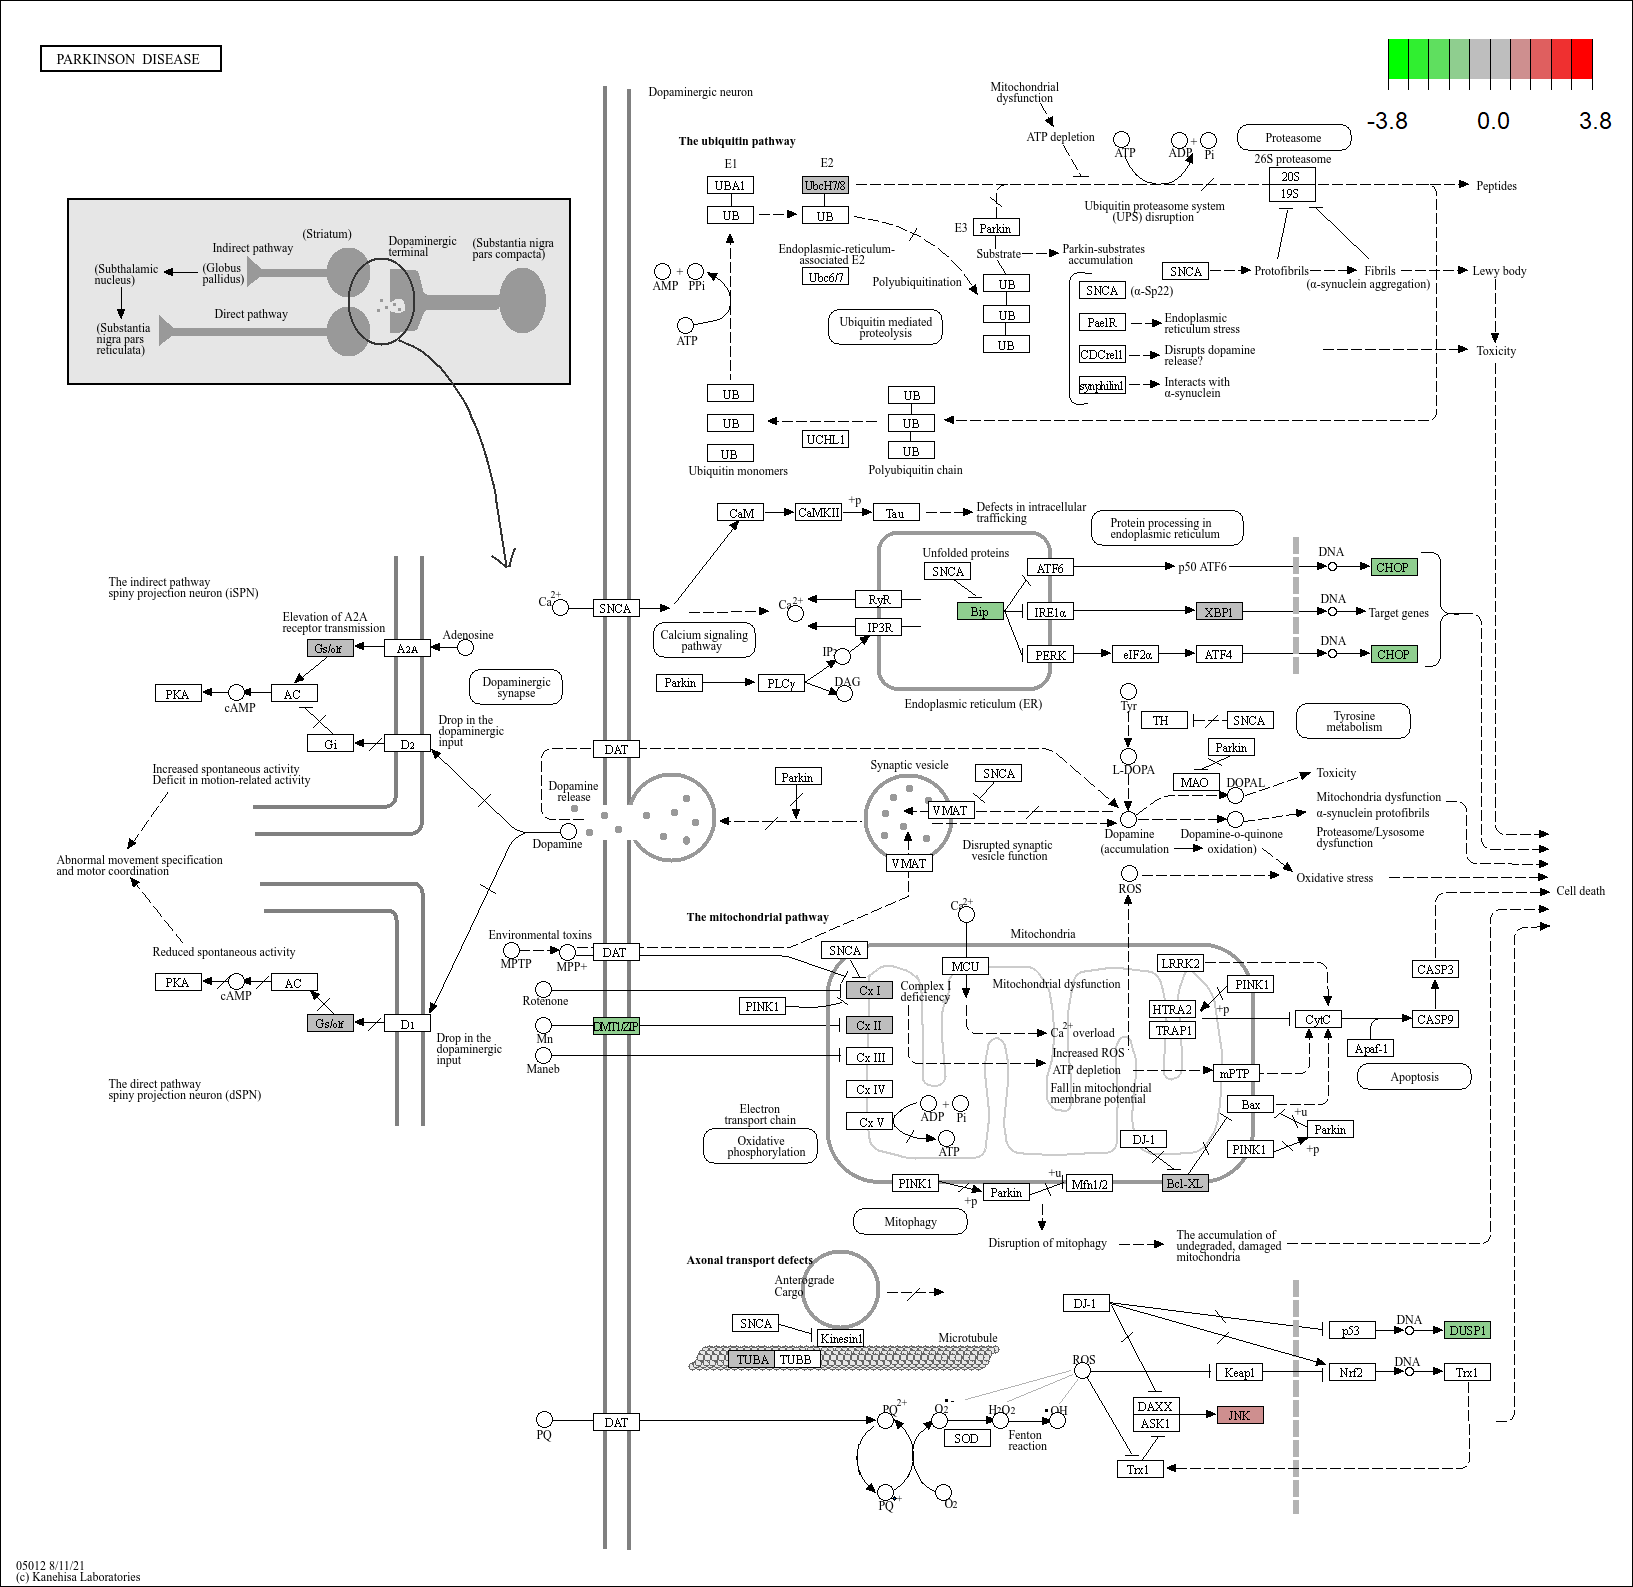 PARKINSON DISEASE
-3.8 0.0 3.8
Dopaminergic neuron
Mitochondrial
dysfunction
ATP depletion
ATP
ADP
+
Pi
Proteasome
26S proteasome
20S
19S
Peptides
The ubiquitin pathway
E1
E2
UBA1
UbcH7/8
UB
UB
Ubiquitin proteasome system
(UPS) disruption
E3
Parkin
Substrate
Parkin-substrates
accumulation
Endoplasmic-reticulum-
associated E2
Ubc6/7
Polyubiquitination
UB
UB
UB
AMP
+
PPi
ATP
Ubiquitin mediated
proteolysis
SNCA
Protofibrils
Fibrils
(α-synuclein aggregation)
Lewy body
SNCA
(α-Sp22)
PaelR
Endoplasmic
reticulum stress
CDCrel1
Disrupts dopamine
release?
synphilin1
Interacts with
α-synuclein
Toxicity
UB
UB
UB
Ubiquitin monomers
UCHL1
UB
UB
UB
Polyubiquitin chain
(Striatum)
Indirect pathway
Dopaminergic
terminal
(Substantia nigra
pars compacta)
(Subthalamic
nucleus)
(Globus
pallidus)
Direct pathway
(Substantia
nigra pars
reticulata)
CaM
CaMKII
+p
Tau
Defects in intracellular
trafficking
Protein processing in
endoplasmic reticulum
Unfolded proteins
SNCA
ATF6
p50 ATF6
DNA
CHOP
Bip
IRE1α
XBP1
DNA
Target genes
PERK
eIF2α
ATF4
DNA
CHOP
RyR
IP3R
Endoplasmic reticulum (ER)
Ca2+
SNCA
Ca2+
Calcium signaling
pathway
IP3
DAG
Parkin
PLCγ
The indirect pathway
spiny projection neuron (iSPN)
Elevation of A2A
receptor transmission
Gs/olf
A2A
Adenosine
PKA
cAMP
AC
Gi
D2
Drop in the
dopaminergic
input
Dopaminergic
synapse
Increased spontaneous activity
Deficit in motion-related activity
Abnormal movement specification
and motor coordination
Reduced spontaneous activity
PKA
cAMP
AC
Gs/olf
D1
Drop in the
dopaminergic
input
The direct pathway
spiny projection neuron (dSPN)
DAT
Dopamine
release
Dopamine
Parkin
Synaptic vesicle
SNCA
VMAT
VMAT
Disrupted synaptic
vesicle function
Tyr
TH
SNCA
Tyrosine
metabolism
L-DOPA
Parkin
MAO
DOPAL
Toxicity
Dopamine
(accumulation
Dopamine-o-quinone
oxidation)
Mitochondria dysfunction
α-synuclein protofibrils
Proteasome/Lysosome
dysfunction
ROS
Oxidative stress
Cell death
The mitochondrial pathway
Environmental toxins
MPTP
MPP+
DAT
Rotenone
Mn
DMT1/ZIP
Maneb
Ca2+
Mitochondria
SNCA
MCU
PINK1
Cx I
Complex I
deficiency
Cx II
Cx III
Cx IV
Cx V
ADP
+
Pi
ATP
Mitochondrial dysfunction
Ca2+ overload
Increased ROS
ATP depletion
Fall in mitochondrial
membrane potential
LRRK2
PINK1
HTRA2
+p
TRAP1
CytC
mPTP
CASP3
CASP9
Apaf-1
Apoptosis
Bax
+u
Parkin
PINK1
+p
DJ-1
Bcl-XL
Electron
transport chain
Oxidative
phosphorylation
PINK1
+p
Parkin
+u
Mfn1/2
Mitophagy
Disruption of mitophagy
The accumulation of
undegraded, damaged
mitochondria
Axonal transport defects
Anterograde
Cargo
SNCA
Kinesin1
Microtubule
TUBA
TUBB
DJ-1
p53
DNA
DUSP1
ROS
Keap1
Nrf2
DNA
Trx1
DAXX
ASK1
JNK
Trx1
PQ
DAT
PQ2+
O2•-
H2O2
•OH
SOD
Fenton
reaction
PQ•+
O2
05012 8/11/21
(c) Kanehisa Laboratories